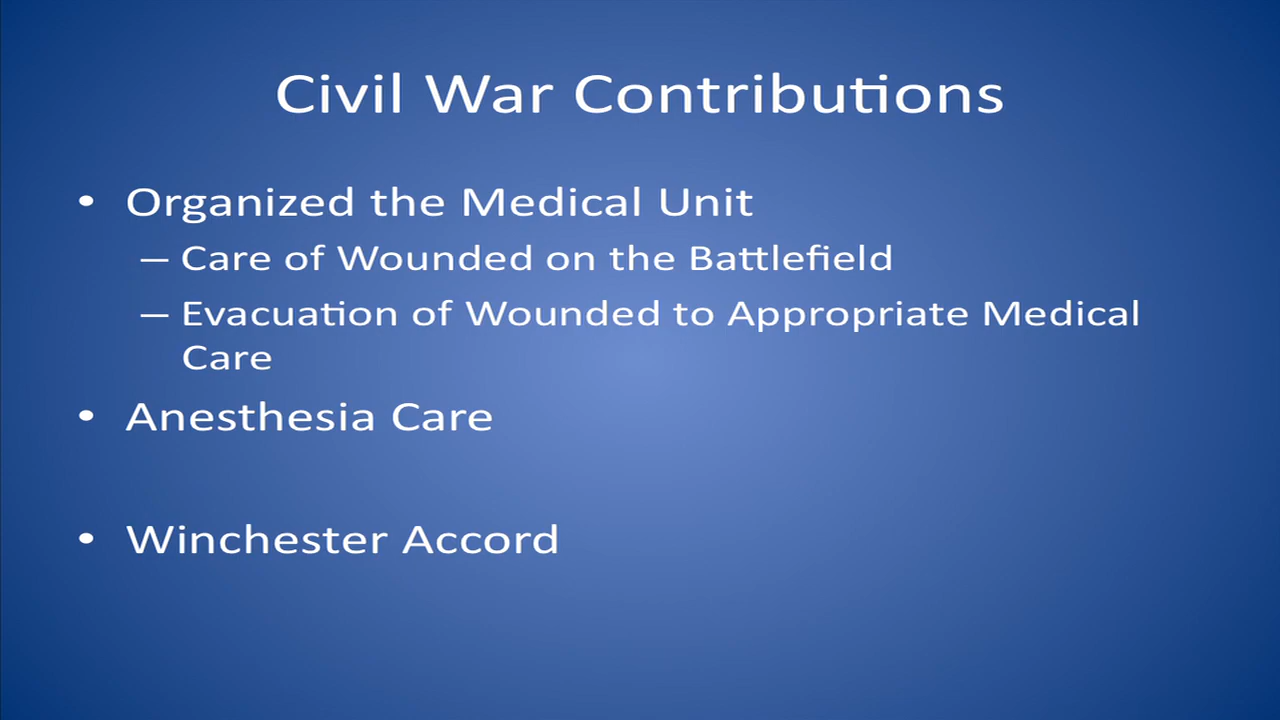 Civil War Contributions
• Organized the Medical Unit
– Care of Wounded on the Battlefield
– Evacuation of Wounded to Appropriate Medical
Care
• Anesthesia Care
• Winchester Accord